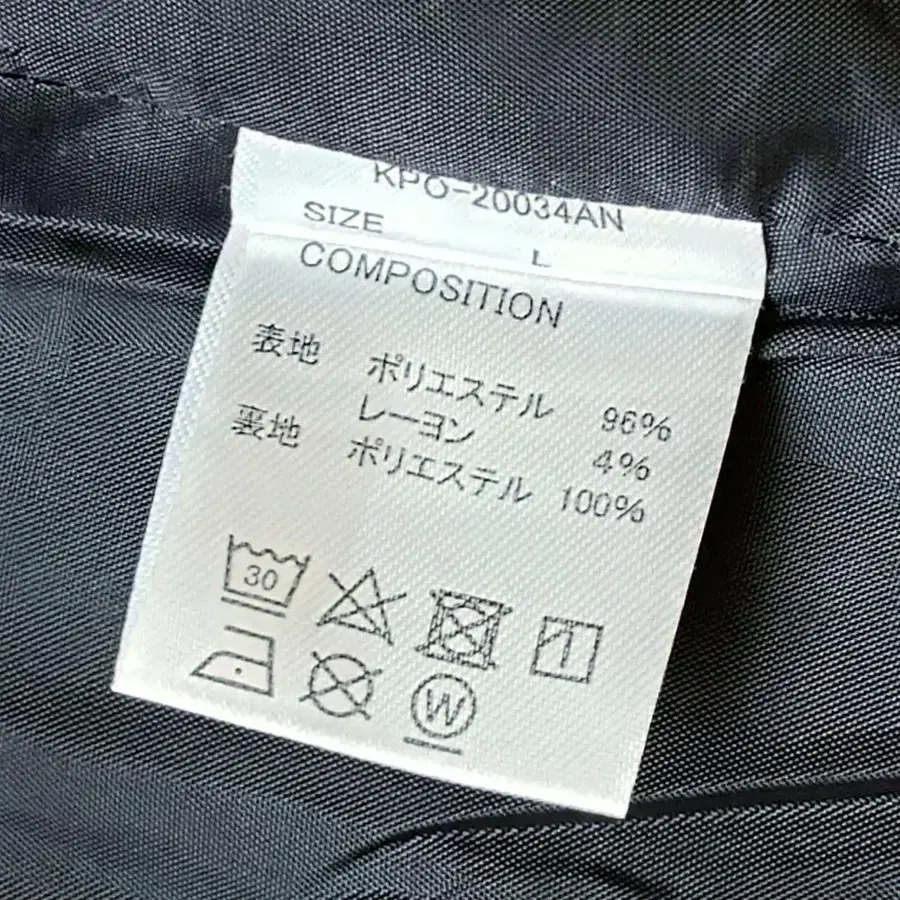 KPO-20034AN
SIZE L
COMPOSITION
表地 ポリエステル 96%
レーヨン 4%
裏地 ポリエステル 100%
30
W